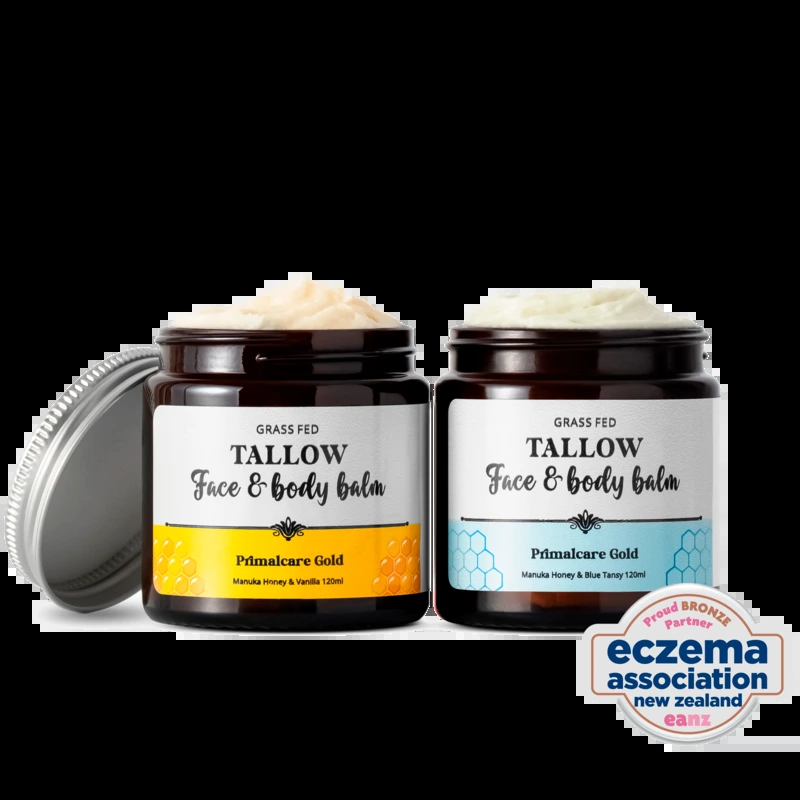 GRASS FED
TALLOW
Face & body balm
Primalcare Gold
Manuka Honey & Vanilla 120ml
GRASS FED
TALLOW
Face & body balm
Primalcare Gold
Manuka Honey & Blue Tansy 120ml
Proud BRONZE
Partner
eczema
association
new zealand
eanz